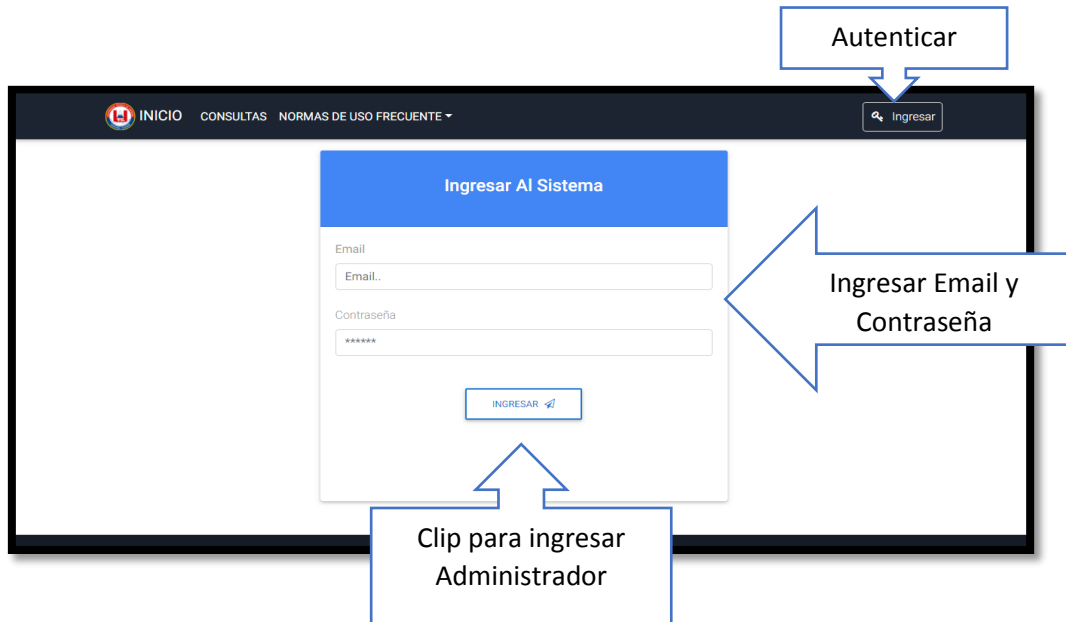 Autenticar
INICIO CONSULTAS NORMAS DE USO FRECUENTE
Ingresar
Ingresar Al Sistema
Email
Email..
Contraseña
******
INGRESAR
Ingresar Email y
Contraseña
Clip para ingresar
Administrador